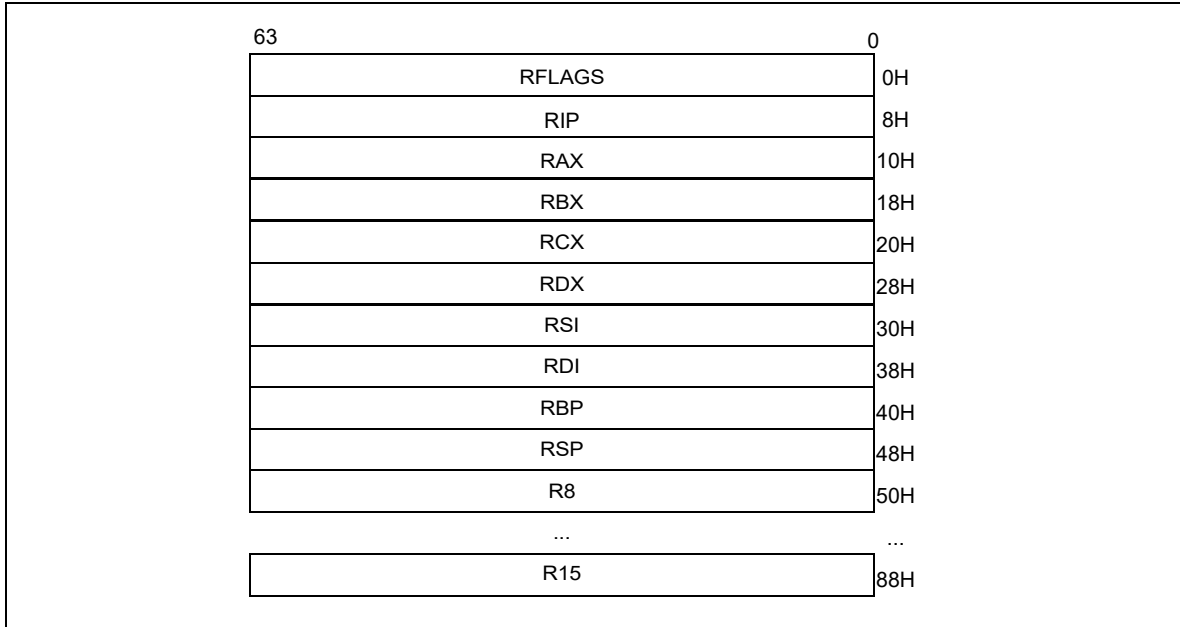 63 0
RFLAGS 0H
RIP 8H
RAX 10H
RBX 18H
RCX 20H
RDX 28H
RSI 30H
RDI 38H
RBP 40H
RSP 48H
R8 50H
... ...
R15 88H